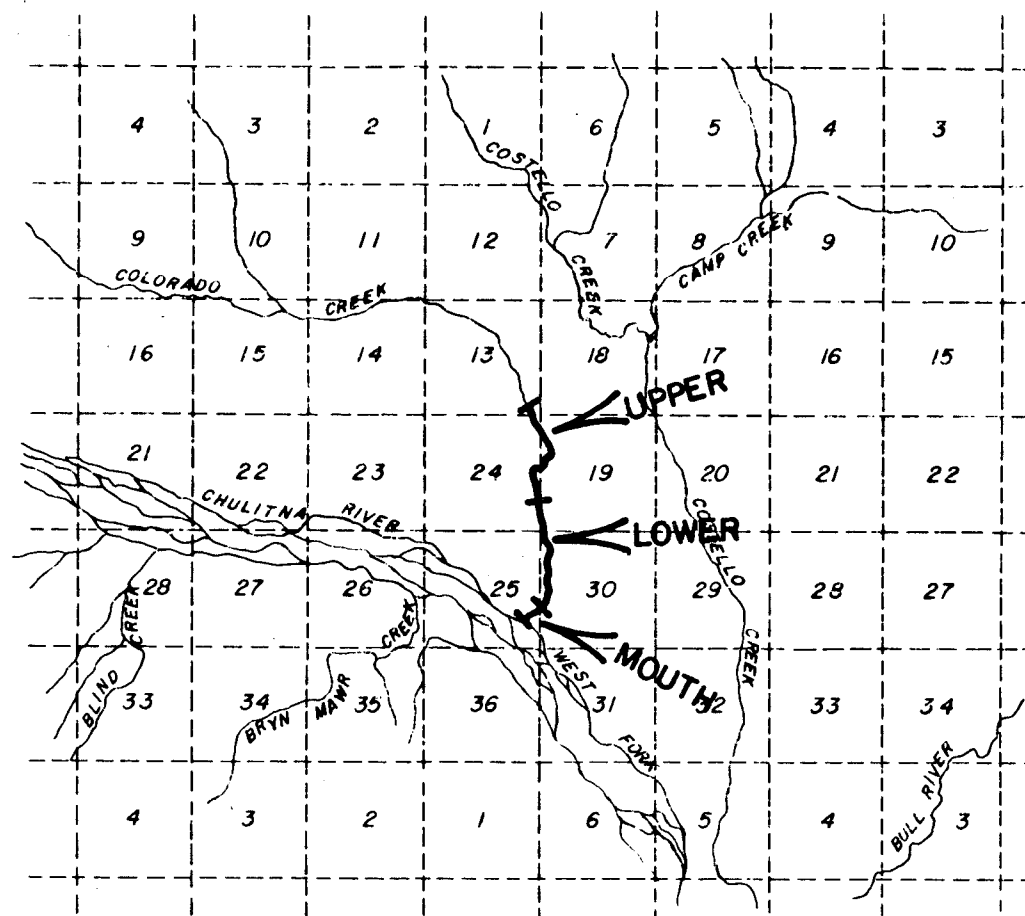 4 3 2 1 6 5 4 3
COSTELLO
9 10 11 12 7 8 9 10
CREEK
CAMP CREEK
COLORADO CREEK
16 15 14 13 18 17 16 15
UPPER
21 22 23 24 19 20 21 22
CHULITNA RIVER
COSTELLO
LOWER
28 27 26 25 30 29 28 27
CREEK
BLIND CREEK
CREEK
WEST
MOUTH
33 34 35 36 31 32 33 34
BRYN MAWR
FORK
BULL RIVER
4 3 2 1 6 5 4 3